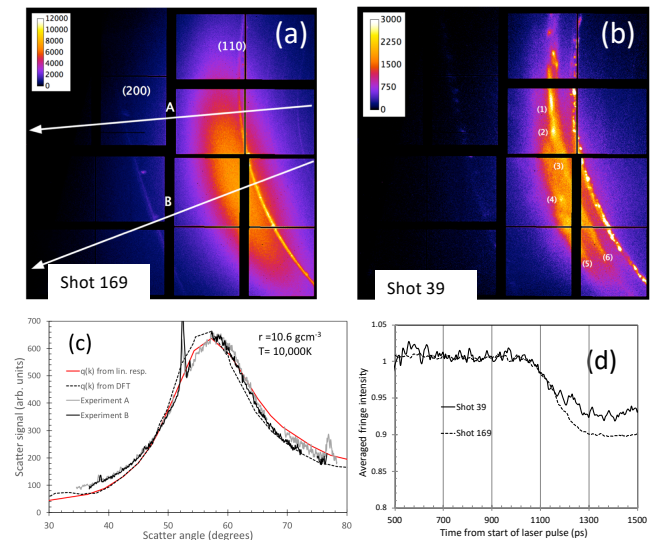 (a)
12000
10000
8000
6000
4000
2000
0
(110)
(200)
A
B
Shot 169
(b)
3000
2250
1500
750
0
(1)
(2)
(3)
(4)
(5)
(6)
Shot 39
(c)
Scatter signal (arb. units)
700
600
500
400
300
200
100
0
r =10.6 gcm-3
T= 10,000K
q(k) from lin. resp.
q(k) from DFT
Experiment A
Experiment B
30 40 50 60 70 80
Scatter angle (degrees)
(d)
Averaged fringe intensity
1.05
1
0.95
0.9
0.85
0.8
Shot 39
Shot 169
500 700 900 1100 1300 1500
Time from start of laser pulse (ps)